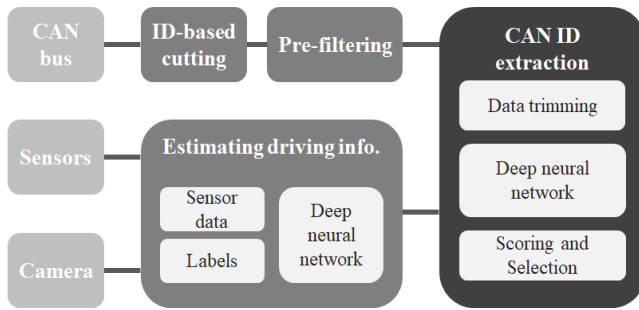 CAN
bus
ID-based
cutting
Pre-filtering
CAN ID
extraction
Data trimming
Deep neural
network
Scoring and
Selection
Sensors
Estimating driving info.
Sensor
data
Labels
Deep
neural
network
Camera